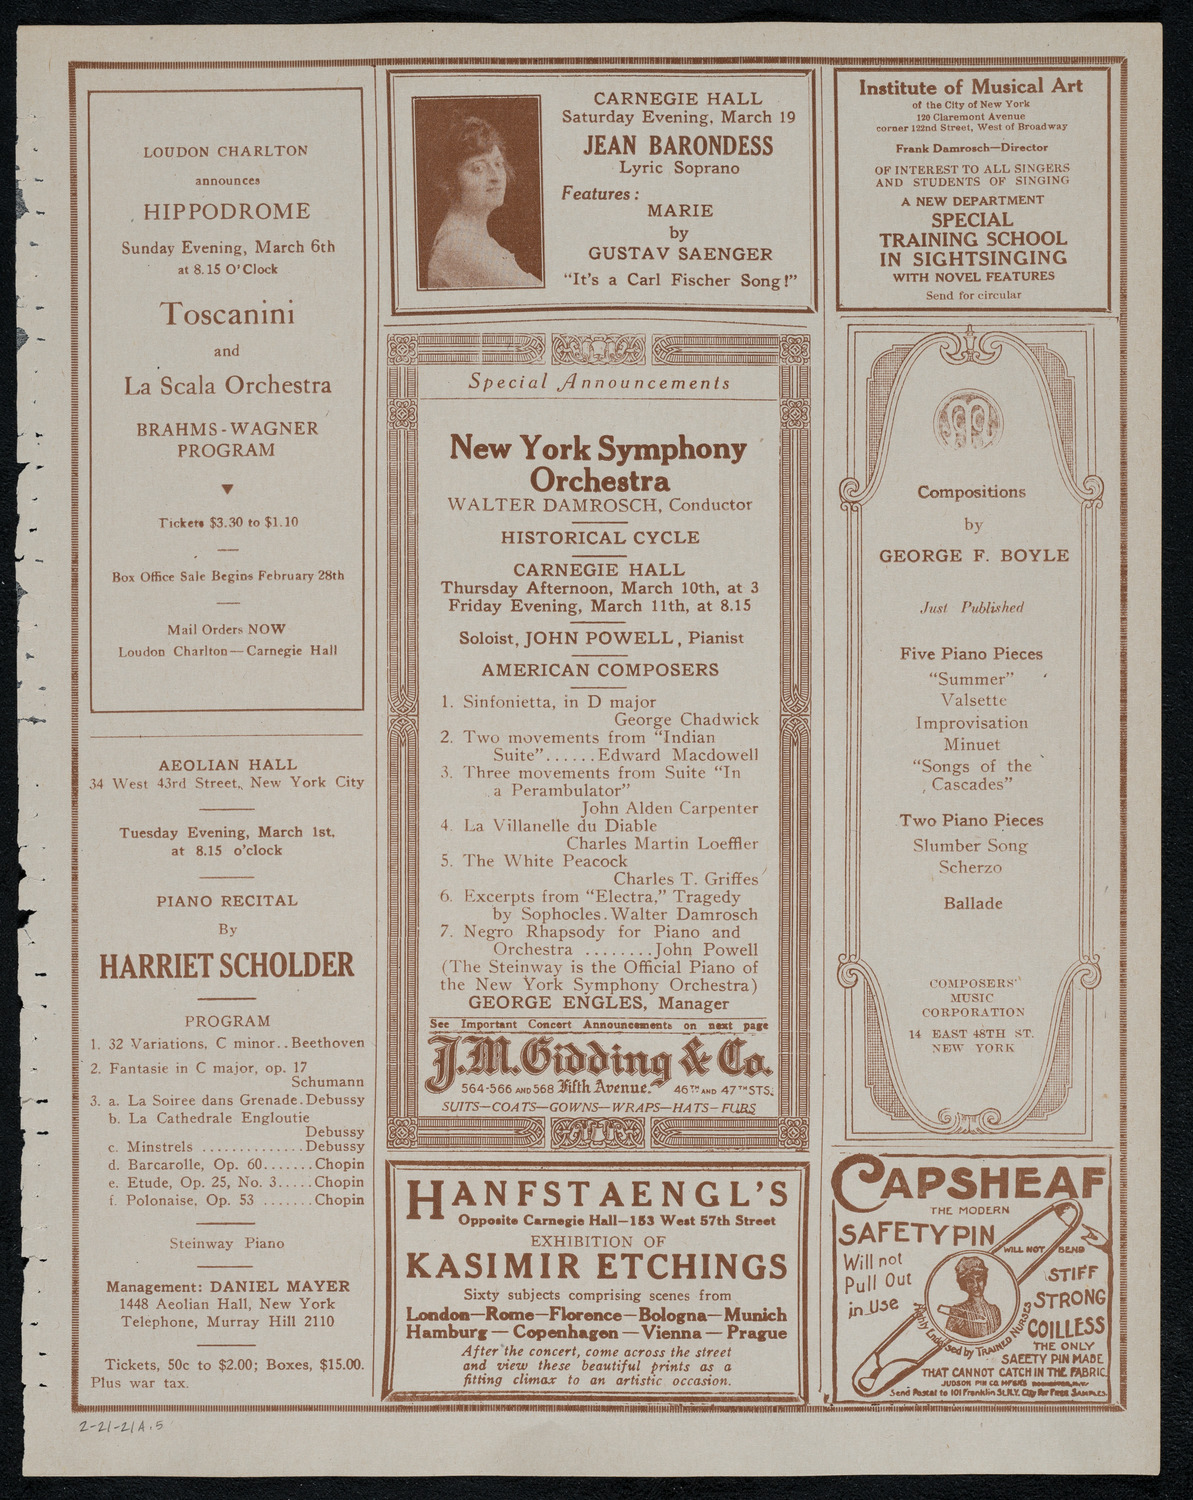 LOUDON CHARLTON
announces
HIPPODROME
Sunday Evening, March 6th
at 8.15 O'Clock
Toscanini
and
La Scala Orchestra
BRAHMS-WAGNER
PROGRAM
Tickets $3.30 to $1.10
Box Office Sale Begins February 28th
Mail Orders NOW
Loudon Charlton—Carnegie Hall
AEOLIAN HALL
34 West 43rd Street, New York City
Tuesday Evening, March 1st,
at 8.15 o'clock
PIANO RECITAL
By
HARRIET SCHOLDER
PROGRAM
1. 32 Variations, C minor..Beethoven
2. Fantasie in C major, op. 17
Schumann
3. a. La Soiree dans Grenade.Debussy
b. La Cathedrale Engloutie
Debussy
c. Minstrels .............Debussy
d. Barcarolle, Op. 60.......Chopin
e. Etude, Op. 25, No. 3.....Chopin
f. Polonaise, Op. 53 .......Chopin
Steinway Piano
Management: DANIEL MAYER
1448 Aeolian Hall, New York
Telephone, Murray Hill 2110
Tickets, 50c to $2.00; Boxes, $15.00.
Plus war tax.
CARNEGIE HALL
Saturday Evening, March 19
JEAN BARONDESS
Lyric Soprano
Features:
MARIE
by
GUSTAV SAENGER
"It's a Carl Fischer Song!"
Special Announcements
New York Symphony
Orchestra
WALTER DAMROSCH, Conductor
HISTORICAL CYCLE
CARNEGIE HALL
Thursday Afternoon, March 10th, at 3
Friday Evening, March 11th, at 8.15
Soloist, JOHN POWELL, Pianist
AMERICAN COMPOSERS
1. Sinfonietta, in D major
George Chadwick
2. Two movements from "Indian
Suite"......Edward Macdowell
3. Three movements from Suite "In
a Perambulator"
John Alden Carpenter
4. La Villanelle du Diable
Charles Martin Loeffler
5. The White Peacock
Charles T. Griffes
6. Excerpts from "Electra," Tragedy
by Sophocles.Walter Damrosch
7. Negro Rhapsody for Piano and
Orchestra ........John Powell
(The Steinway is the Official Piano of
the New York Symphony Orchestra)
GEORGE ENGLES, Manager
See Important Concert Announcements on next page
J.M. Gidding & Co.
564-566 AND 568 Fifth Avenue. 46TH AND 47TH STS.
SUITS—COATS—GOWNS—WRAPS—HATS—FURS
HANFSTAENGL'S
Opposite Carnegie Hall—153 West 57th Street
EXHIBITION OF
KASIMIR ETCHINGS
Sixty subjects comprising scenes from
London—Rome—Florence—Bologna—Munich
Hamburg—Copenhagen—Vienna—Prague
After the concert, come across the street
and view these beautiful prints as a
fitting climax to an artistic occasion.
Institute of Musical Art
of the City of New York
120 Claremont Avenue
corner 122nd Street, West of Broadway
Frank Damrosch—Director
OF INTEREST TO ALL SINGERS
AND STUDENTS OF SINGING
A NEW DEPARTMENT
SPECIAL
TRAINING SCHOOL
IN SIGHTSINGING
WITH NOVEL FEATURES
Send for circular
Compositions
by
GEORGE F. BOYLE
Just Published
Five Piano Pieces
"Summer"
Valsette
Improvisation
Minuet
"Songs of the
Cascades"
Two Piano Pieces
Slumber Song
Scherzo
Ballade
COMPOSERS'
MUSIC
CORPORATION
14 EAST 48TH ST.
NEW YORK
CAPSHEAF
THE MODERN
SAFETY PIN
WILL NOT BEND
Will not
Pull Out
in Use
STIFF
STRONG
COILLESS
Highly Endorsed by TRAINED NURSES
THE ONLY
SAFETY PIN MADE
THAT CANNOT CATCH IN THE FABRIC
JUDSON PIN CO. MF'G'RS
Send Postal to 101 Franklin St. N.Y. City For Free Samples
2-21-21A.5